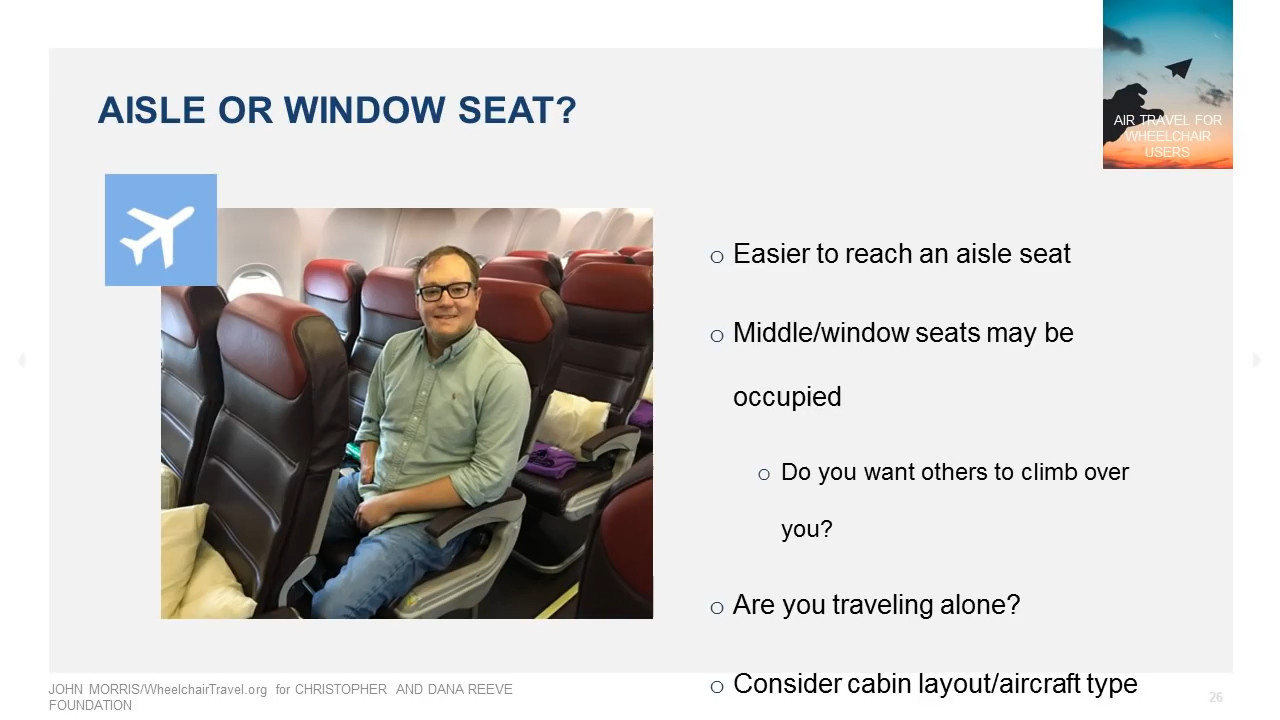 AIR TRAVEL FOR
WHEELCHAIR
USERS
AISLE OR WINDOW SEAT?
o Easier to reach an aisle seat
o Middle/window seats may be
occupied
o Do you want others to climb over
you?
o Are you traveling alone?
o Consider cabin layout/aircraft type
JOHN MORRIS/WheelchairTravel.org for CHRISTOPHER AND DANA REEVE
FOUNDATION
26